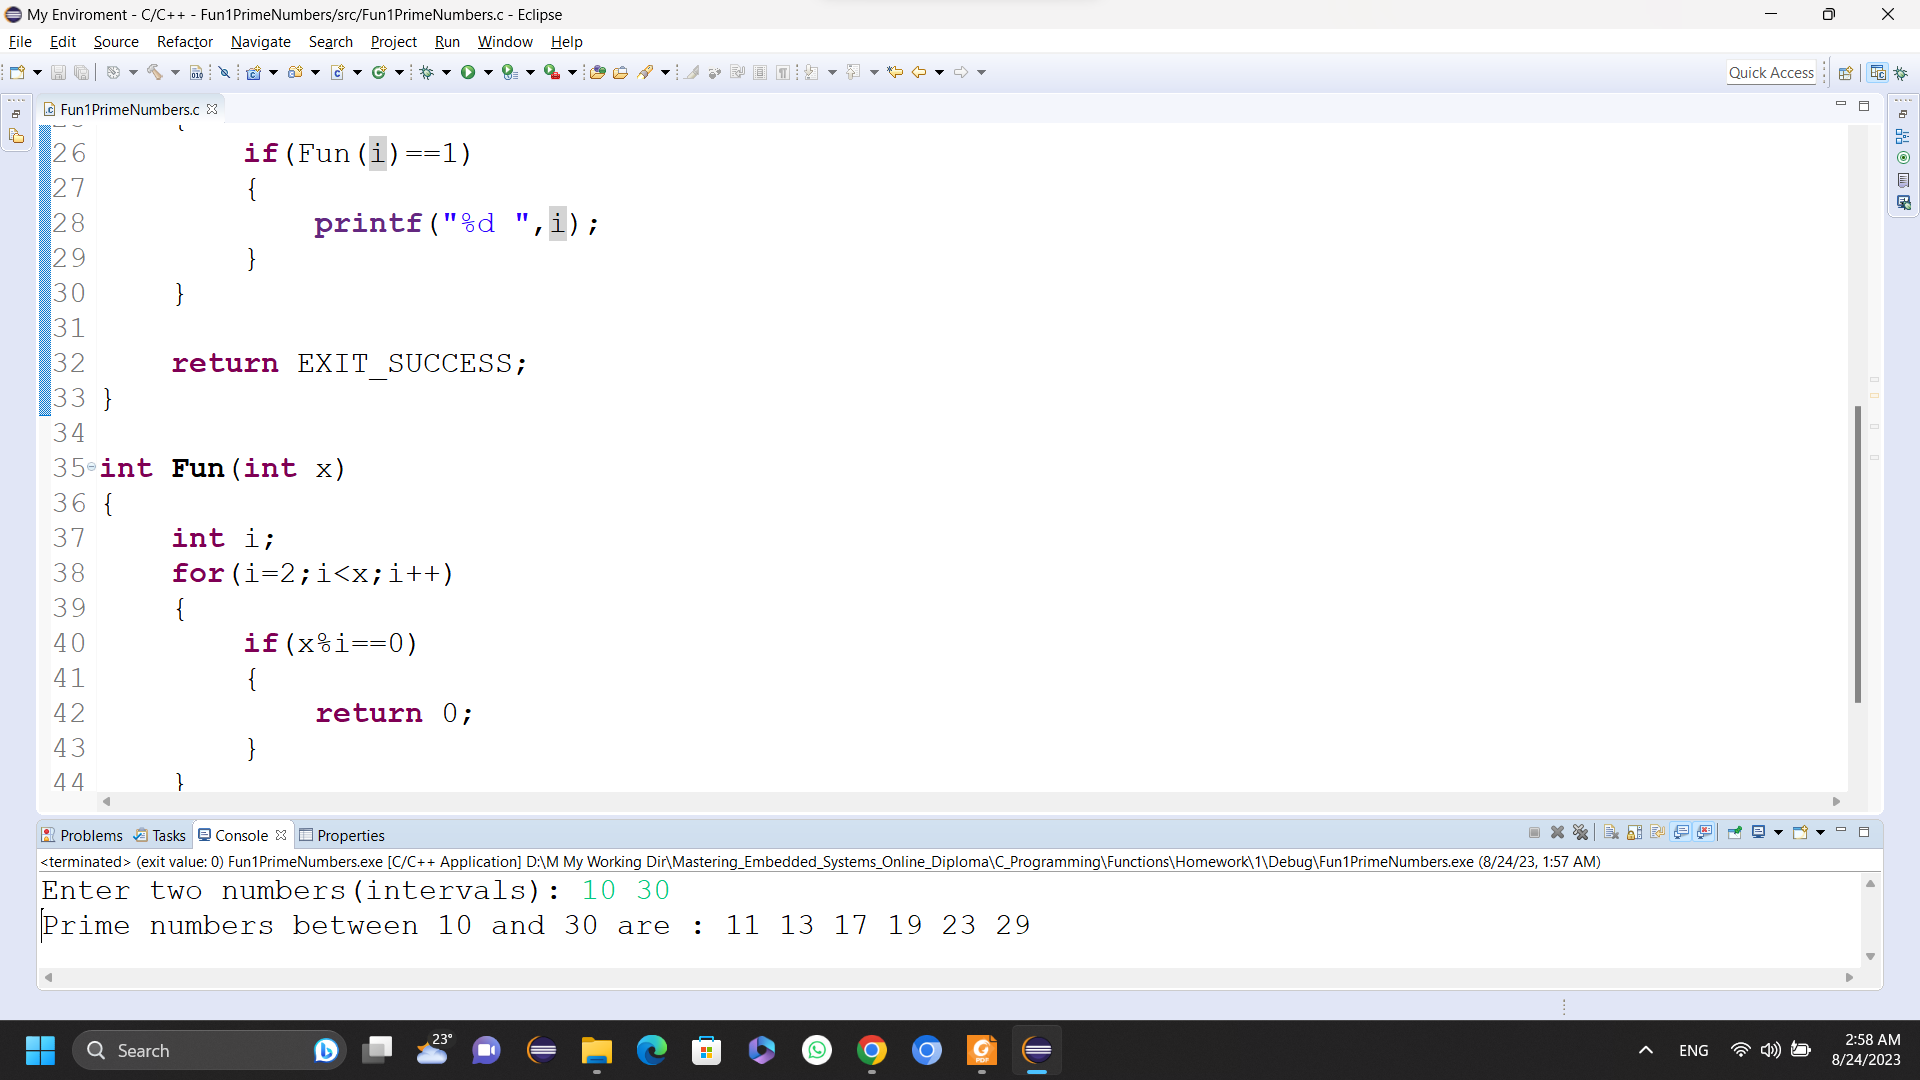 My Enviroment - C/C++ - Fun1PrimeNumbers/src/Fun1PrimeNumbers.c - Eclipse
File Edit Source Refactor Navigate Search Project Run Window Help
Quick Access
Fun1PrimeNumbers.c
26 if(Fun(i)==1)
27 {
28 printf("%d ",i);
29 }
30 }
31
32 return EXIT_SUCCESS;
33 }
34
35 int Fun(int x)
36 {
37 int i;
38 for(i=2;i<x;i++)
39 {
40 if(x%i==0)
41 {
42 return 0;
43 }
44 }
Problems Tasks Console Properties
<terminated> (exit value: 0) Fun1PrimeNumbers.exe [C/C++ Application] D:\M My Working Dir\Mastering_Embedded_Systems_Online_Diploma\C_Programming\Functions\Homework\1\Debug\Fun1PrimeNumbers.exe (8/24/23, 1:57 AM)
Enter two numbers(intervals): 10 30
Prime numbers between 10 and 30 are : 11 13 17 19 23 29
Search 23° ENG 2:58 AM
8/24/2023